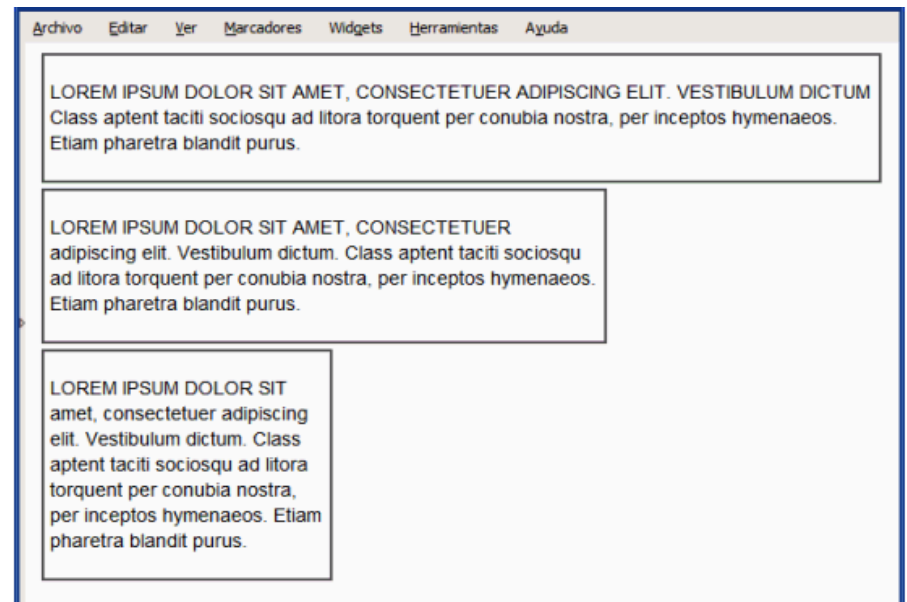 Archivo Editar Ver Marcadores Widgets Herramientas Ayuda
LOREM IPSUM DOLOR SIT AMET, CONSECTETUER ADIPISCING ELIT. VESTIBULUM DICTUM
Class aptent taciti sociosqu ad litora torquent per conubia nostra, per inceptos hymenaeos.
Etiam pharetra blandit purus.
LOREM IPSUM DOLOR SIT AMET, CONSECTETUER
adipiscing elit. Vestibulum dictum. Class aptent taciti sociosqu
ad litora torquent per conubia nostra, per inceptos hymenaeos.
Etiam pharetra blandit purus.
LOREM IPSUM DOLOR SIT
amet, consectetuer adipiscing
elit. Vestibulum dictum. Class
aptent taciti sociosqu ad litora
torquent per conubia nostra,
per inceptos hymenaeos. Etiam
pharetra blandit purus.